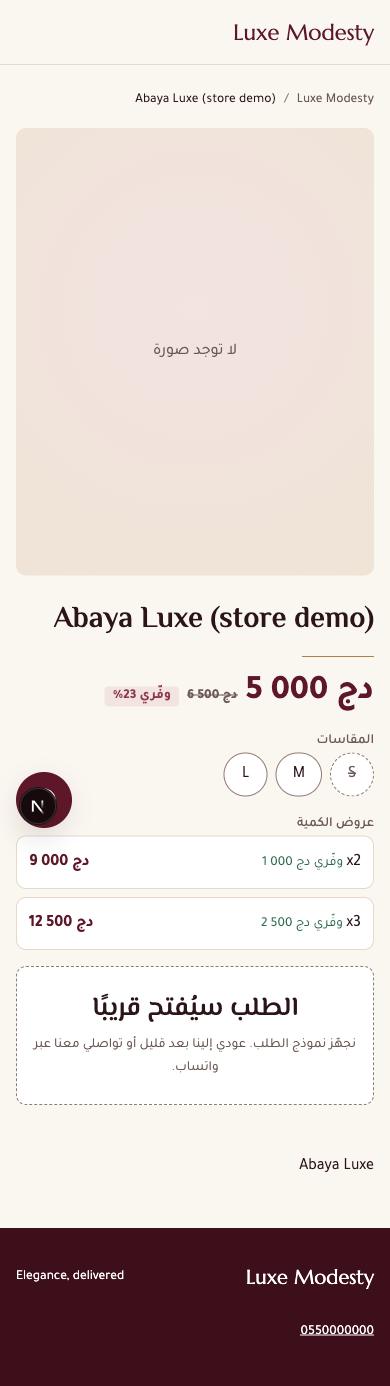 Luxe Modesty
Luxe Modesty / Abaya Luxe (store demo)
لا توجد صورة
Abaya Luxe (store demo)
5 000 دج 6 500 دج وفّري 23%
المقاسات
S M L
عروض الكمية
x2 وفّري دج 000 1 9 000 دج
x3 وفّري دج 500 2 12 500 دج
الطلب سيُفتح قريبًا
نجهّز نموذج الطلب. عودي إلينا بعد قليل أو تواصلي معنا عبر
واتساب.
N
Abaya Luxe
Luxe Modesty
Elegance, delivered
0550000000